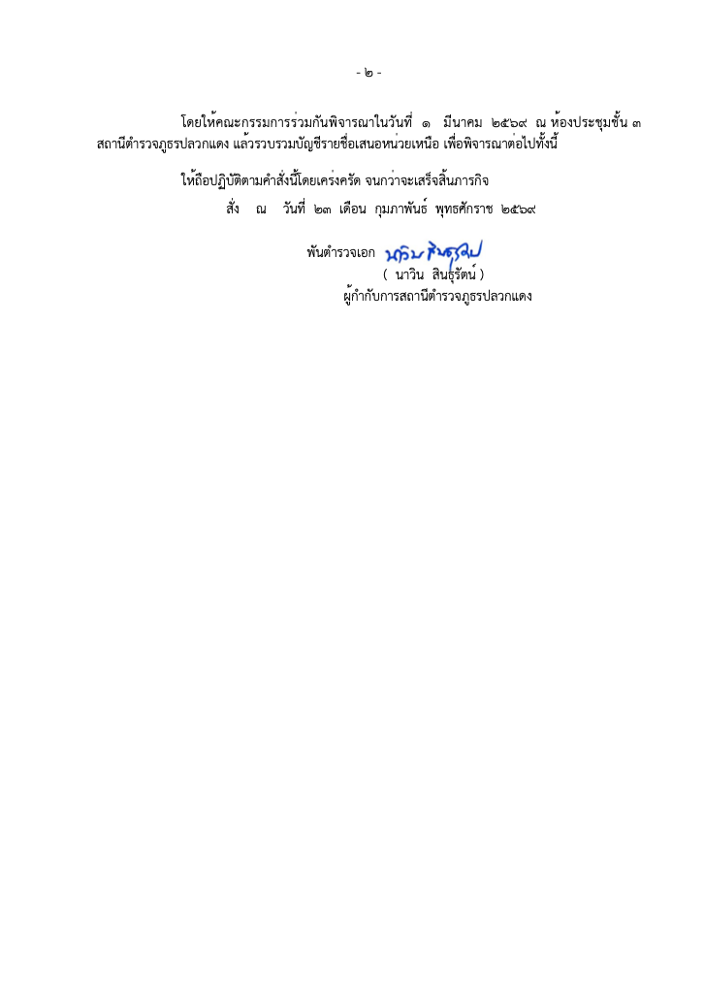 - ๒ -
โดยให้คณะกรรมการร่วมกันพิจารณาในวันที่ ๑ มีนาคม ๒๕๖๙ ณ ห้องประชุมชั้น ๓
สถานีตำรวจภูธรปลวกแดง แล้วรวบรวมบัญชีรายชื่อเสนอหน่วยเหนือ เพื่อพิจารณาต่อไปทั้งนี้
ให้ถือปฏิบัติตามคำสั่งนี้โดยเคร่งครัด จนกว่าจะเสร็จสิ้นภารกิจ
สั่ง ณ วันที่ ๒๓ เดือน กุมภาพันธ์ พุทธศักราช ๒๕๖๙
พันตำรวจเอก
( นาวิน สินธุรัตน์ )
ผู้กำกับการสถานีตำรวจภูธรปลวกแดง